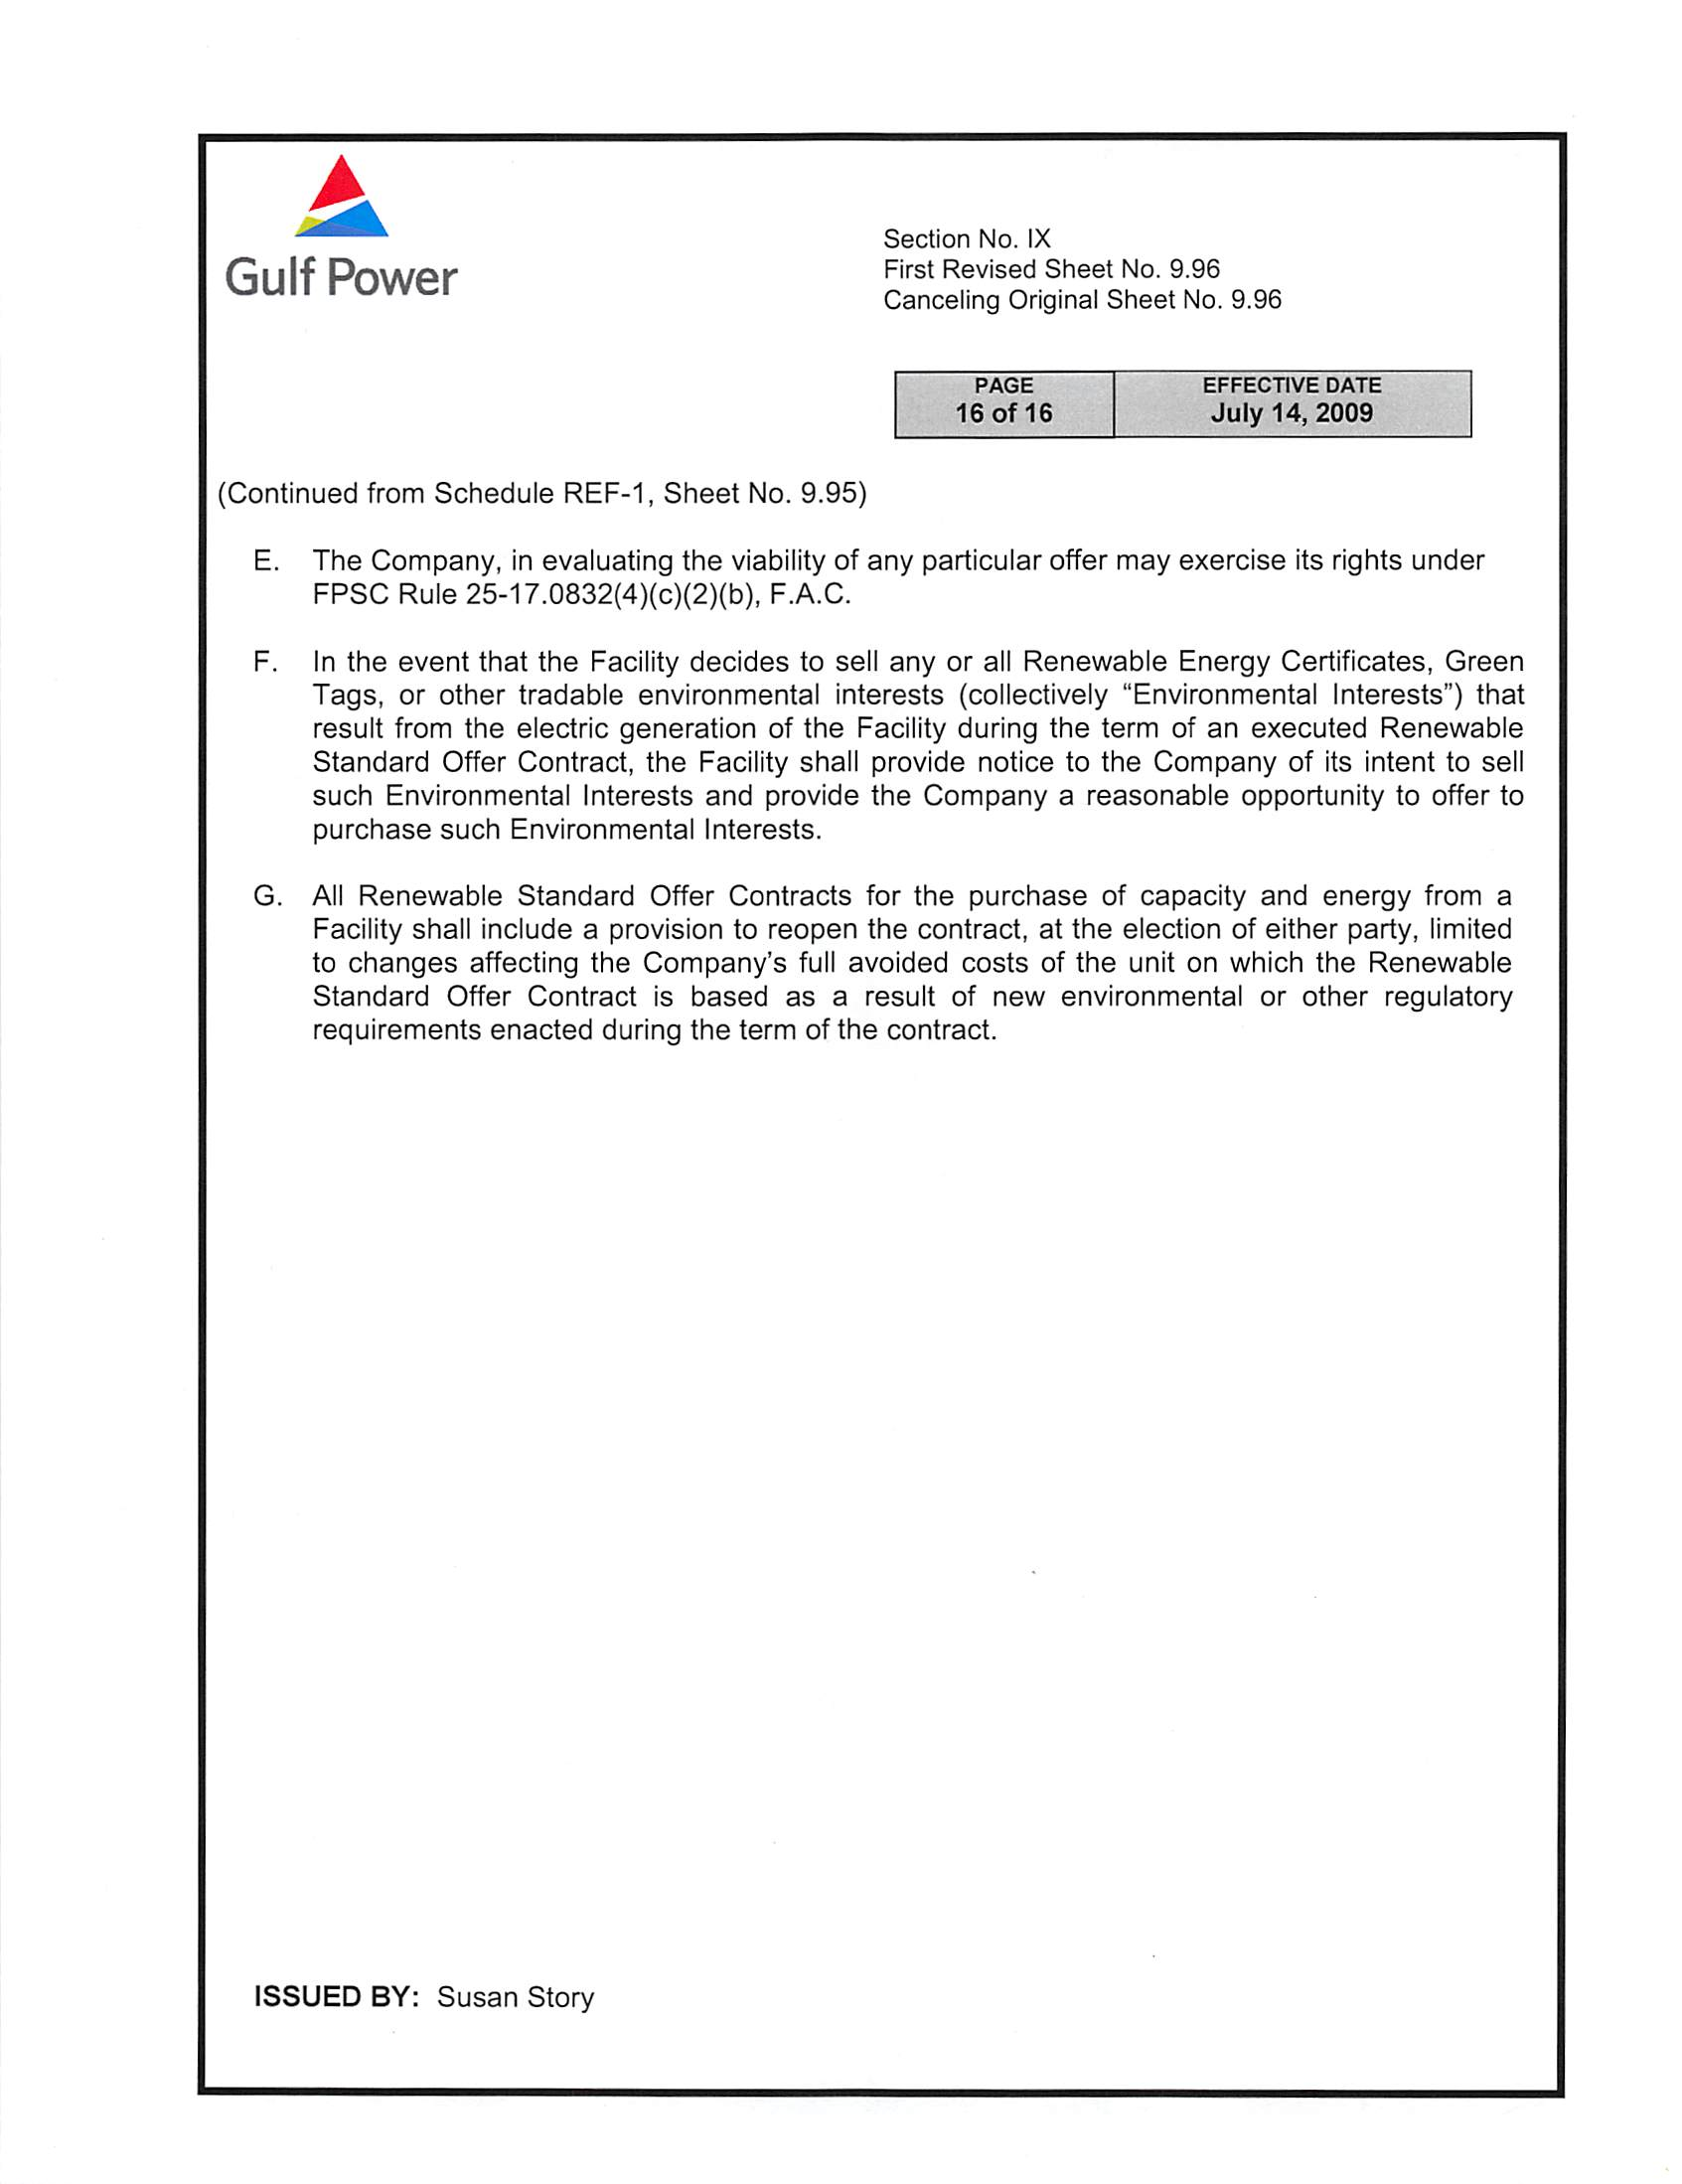 Gulf Power
Section No. IX
First Revised Sheet No. 9.96
Canceling Original Sheet No. 9.96
PAGE
16 of 16
EFFECTIVE DATE
July 14, 2009
(Continued from Schedule REF-1, Sheet No. 9.95)
E. The Company, in evaluating the viability of any particular offer may exercise its rights under
FPSC Rule 25-17.0832(4)(c)(2)(b), F.A.C.
F. In the event that the Facility decides to sell any or all Renewable Energy Certificates, Green
Tags, or other tradable environmental interests (collectively “Environmental Interests”) that
result from the electric generation of the Facility during the term of an executed Renewable
Standard Offer Contract, the Facility shall provide notice to the Company of its intent to sell
such Environmental Interests and provide the Company a reasonable opportunity to offer to
purchase such Environmental Interests.
G. All Renewable Standard Offer Contracts for the purchase of capacity and energy from a
Facility shall include a provision to reopen the contract, at the election of either party, limited
to changes affecting the Company’s full avoided costs of the unit on which the Renewable
Standard Offer Contract is based as a result of new environmental or other regulatory
requirements enacted during the term of the contract.
ISSUED BY: Susan Story